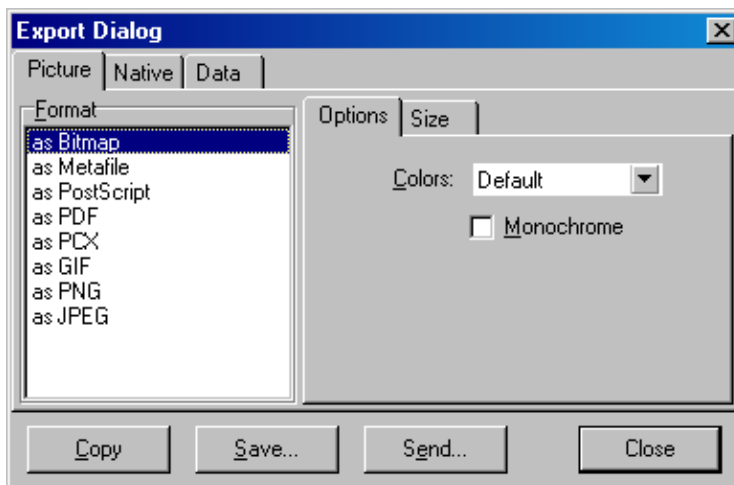 Export Dialog
Picture Native Data
Format
as Bitmap
as Metafile
as PostScript
as PDF
as PCX
as GIF
as PNG
as JPEG
Options Size
Colors: Default
Monochrome
Copy Save... Send... Close